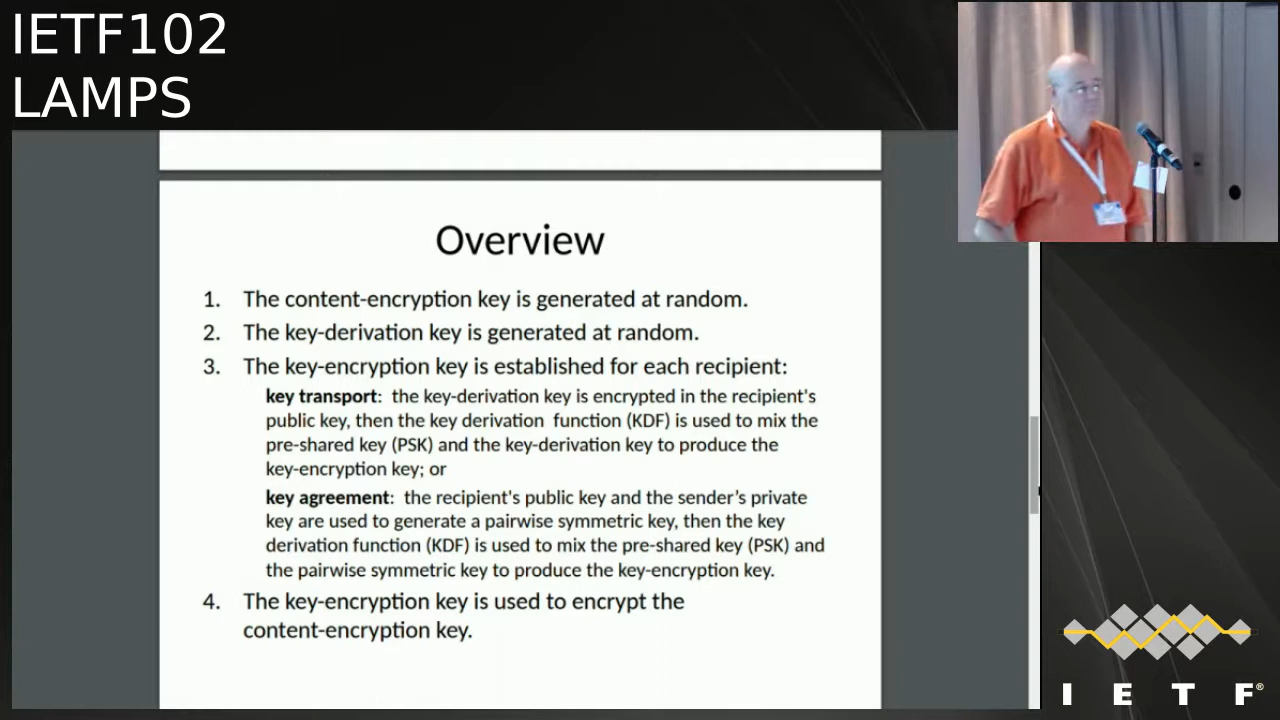 IETF102
LAMPS
Overview
1. The content-encryption key is generated at random.
2. The key-derivation key is generated at random.
3. The key-encryption key is established for each recipient:
key transport:  the key-derivation key is encrypted in the recipient's
public key, then the key derivation  function (KDF) is used to mix the
pre-shared key (PSK) and the key-derivation key to produce the
key-encryption key; or
key agreement:  the recipient's public key and the sender’s private
key are used to generate a pairwise symmetric key, then the key
derivation function (KDF) is used to mix the pre-shared key (PSK) and
the pairwise symmetric key to produce the key-encryption key.
4. The key-encryption key is used to encrypt the
content-encryption key.
I E T F®